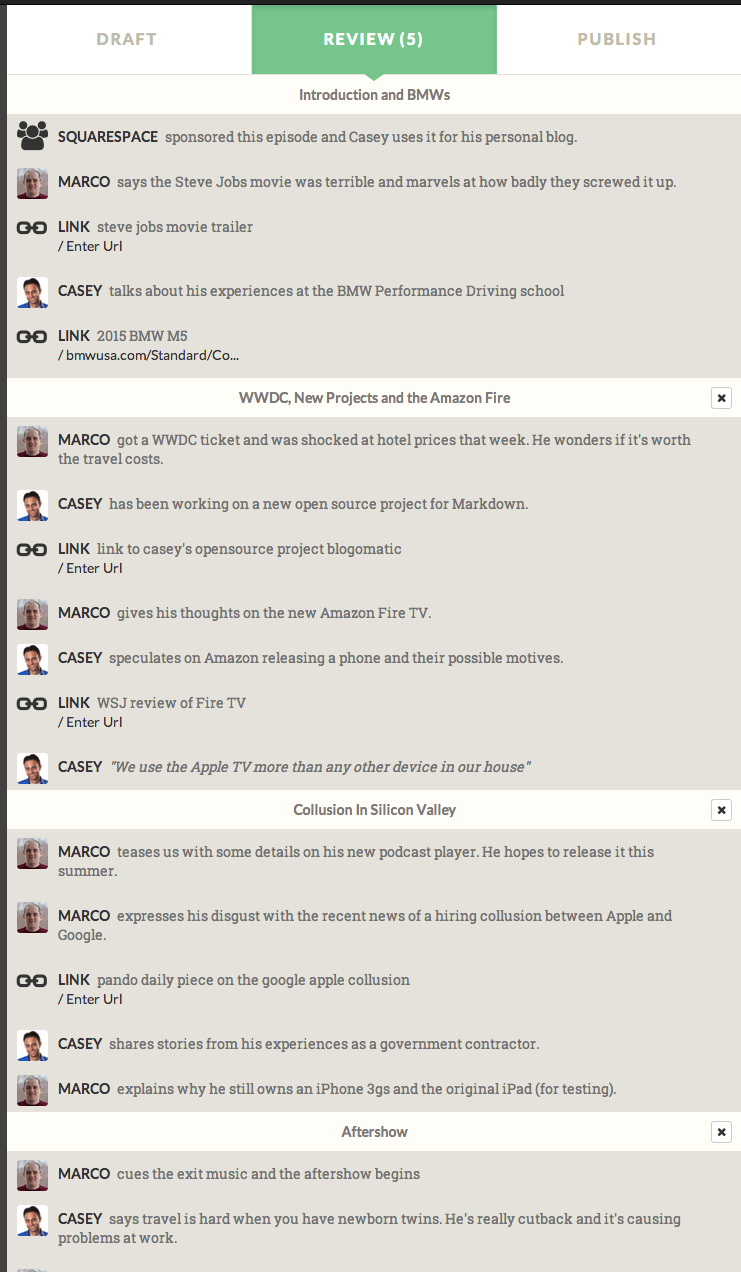 DRAFT
REVIEW (5)
PUBLISH
Introduction and BMWs
SQUARESPACE sponsored this episode and Casey uses it for his personal blog.
MARCO says the Steve Jobs movie was terrible and marvels at how badly they screwed it up.
LINK steve jobs movie trailer
/ Enter Url
CASEY talks about his experiences at the BMW Performance Driving school
LINK 2015 BMW M5
/ bmwusa.com/Standard/Co...
WWDC, New Projects and the Amazon Fire
MARCO got a WWDC ticket and was shocked at hotel prices that week. He wonders if it's worth
the travel costs.
CASEY has been working on a new open source project for Markdown.
LINK link to casey's opensource project blogomatic
/ Enter Url
MARCO gives his thoughts on the new Amazon Fire TV.
CASEY speculates on Amazon releasing a phone and their possible motives.
LINK WSJ review of Fire TV
/ Enter Url
CASEY "We use the Apple TV more than any other device in our house"
Collusion In Silicon Valley
MARCO teases us with some details on his new podcast player. He hopes to release it this
summer.
MARCO expresses his disgust with the recent news of a hiring collusion between Apple and
Google.
LINK pando daily piece on the google apple collusion
/ Enter Url
CASEY shares stories from his experiences as a government contractor.
MARCO explains why he still owns an iPhone 3gs and the original iPad (for testing).
Aftershow
MARCO cues the exit music and the aftershow begins
CASEY says travel is hard when you have newborn twins. He's really cutback and it's causing
problems at work.